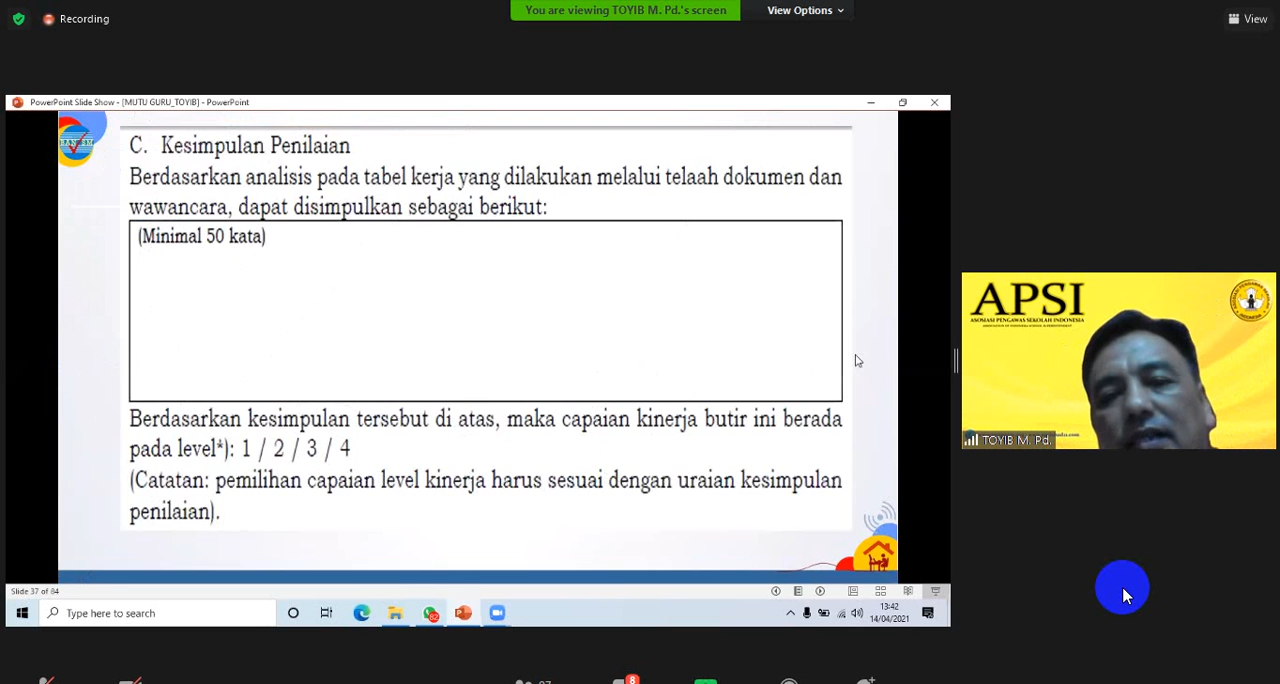 Recording
You are viewing TOYIB M. Pd.'s screen
View Options
View
PowerPoint Slide Show - [MUTU GURU_TOYIB] - PowerPoint
C. Kesimpulan Penilaian
Berdasarkan analisis pada tabel kerja yang dilakukan melalui telaah dokumen dan
wawancara, dapat disimpulkan sebagai berikut:
(Minimal 50 kata)
Berdasarkan kesimpulan tersebut di atas, maka capaian kinerja butir ini berada
pada level*): 1 / 2 / 3 / 4
(Catatan: pemilihan capaian level kinerja harus sesuai dengan uraian kesimpulan
penilaian).
APSI
ASOSIASI PENGAWAS SEKOLAH INDONESIA
TOYIB M. Pd.
Slide 37 of 84
Type here to search
13:42
14/04/2021
8